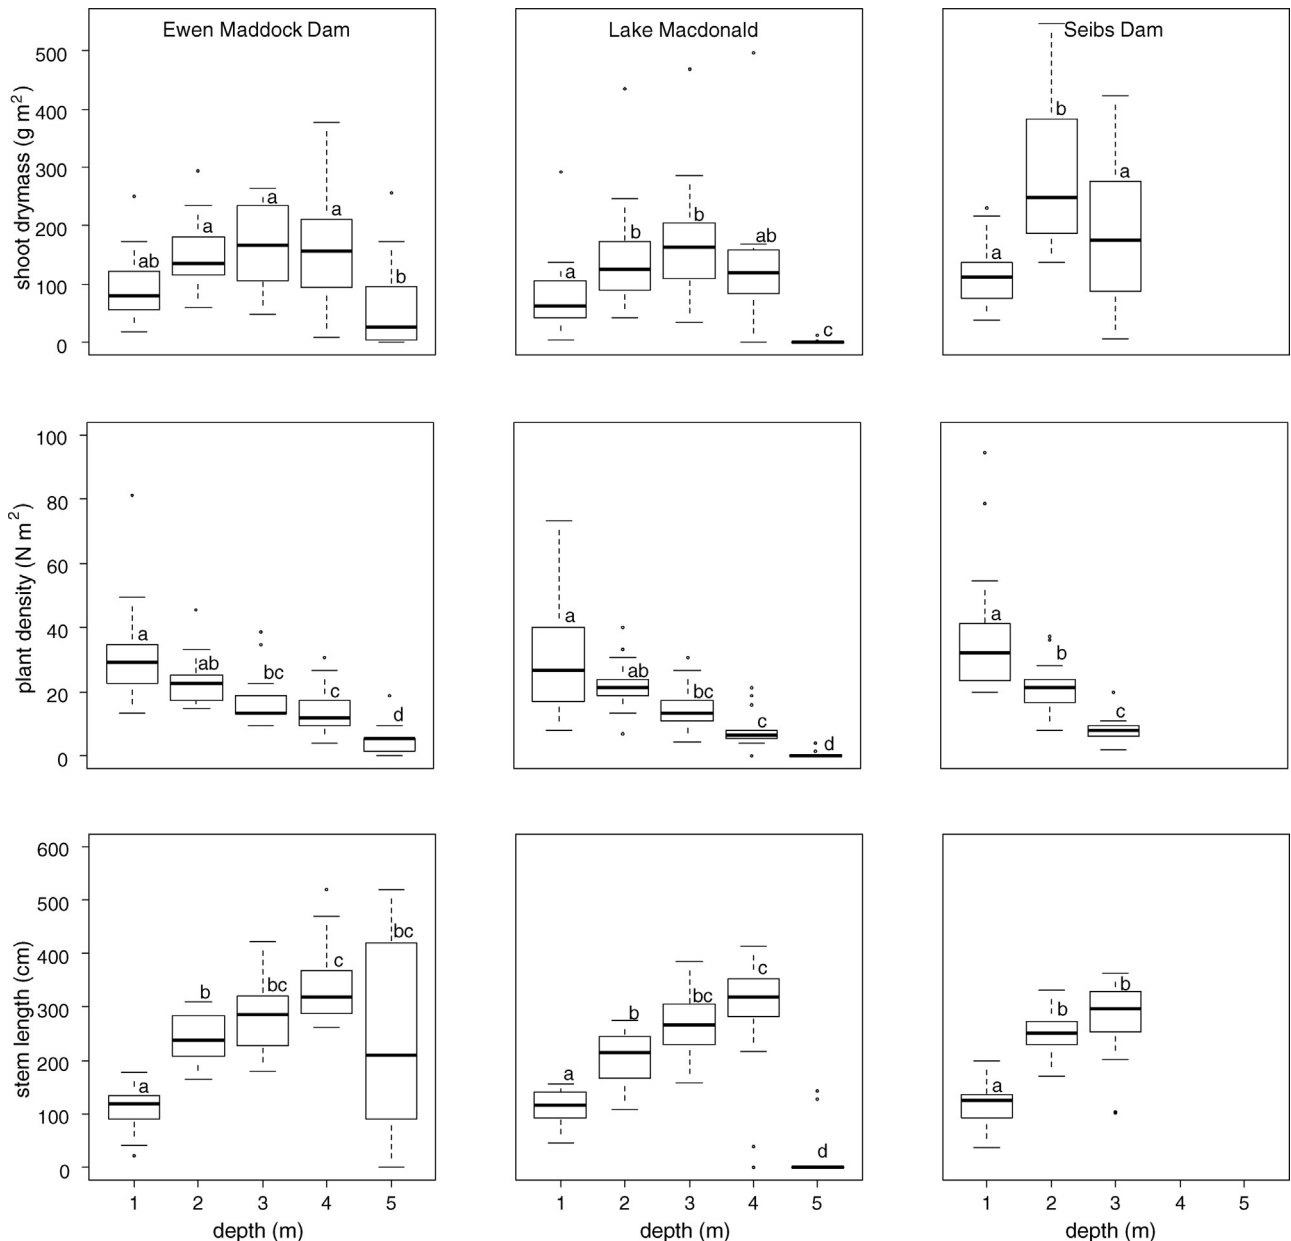 Ewen Maddock Dam
Lake Macdonald
Seibs Dam
shoot drymass (g m²)
500
400
300
200
100
0
ab
a
a
a
b
a
b
b
ab
c
a
b
a
plant density (N m²)
100
80
60
40
20
0
a
ab
bc
c
d
a
ab
bc
c
d
a
b
c
stem length (cm)
600
500
400
300
200
100
0
a
b
bc
c
bc
a
b
bc
c
d
a
b
b
1 2 3 4 5
1 2 3 4 5
1 2 3 4 5
depth (m)
depth (m)
depth (m)